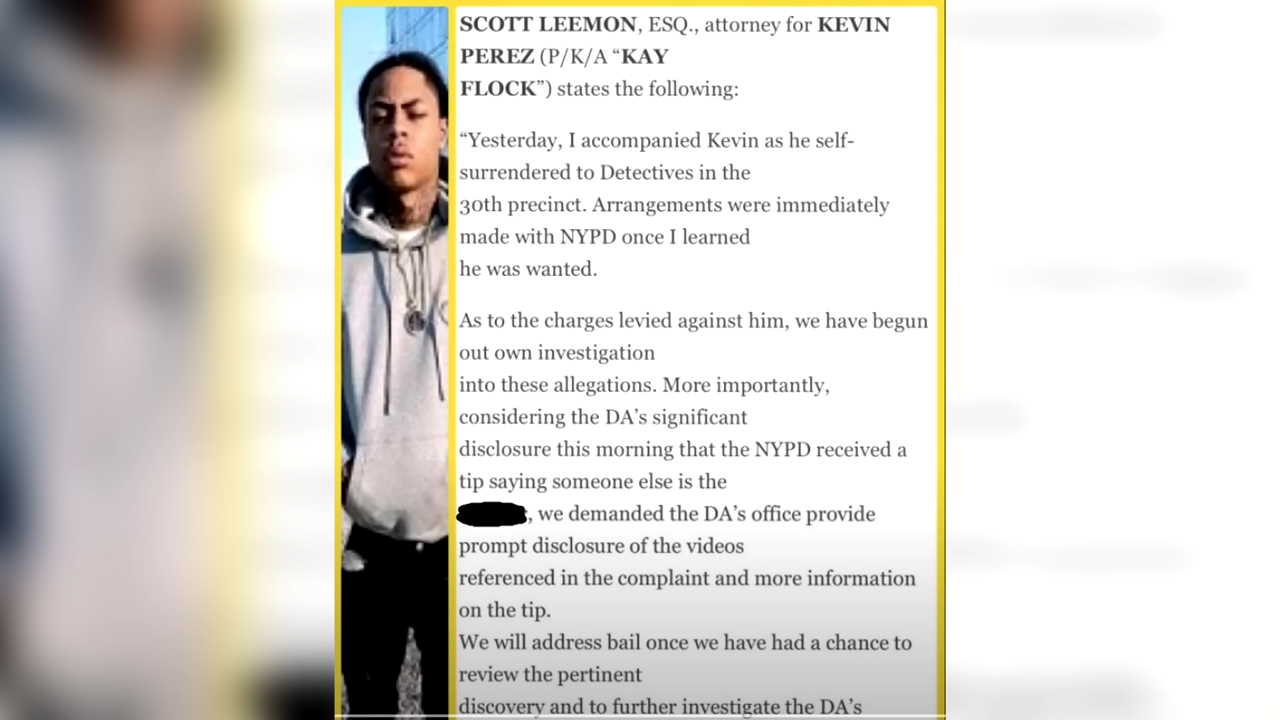 SCOTT LEEMON, ESQ., attorney for KEVIN
PEREZ (P/K/A “KAY
FLOCK”) states the following:
“Yesterday, I accompanied Kevin as he self-
surrendered to Detectives in the
30th precinct. Arrangements were immediately
made with NYPD once I learned
he was wanted.
As to the charges levied against him, we have begun
out own investigation
into these allegations. More importantly,
considering the DA’s significant
disclosure this morning that the NYPD received a
tip saying someone else is the
, we demanded the DA’s office provide
prompt disclosure of the videos
referenced in the complaint and more information
on the tip.
We will address bail once we have had a chance to
review the pertinent
discovery and to further investigate the DA’s